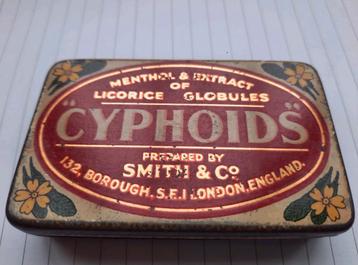 MENTHOL & EXTRACT
OF
LICORICE GLOBULES
"CYPHOIDS"
PREPARED BY
SMITH & Co
132, BOROUGH, S.E.1 LONDON, ENGLAND.